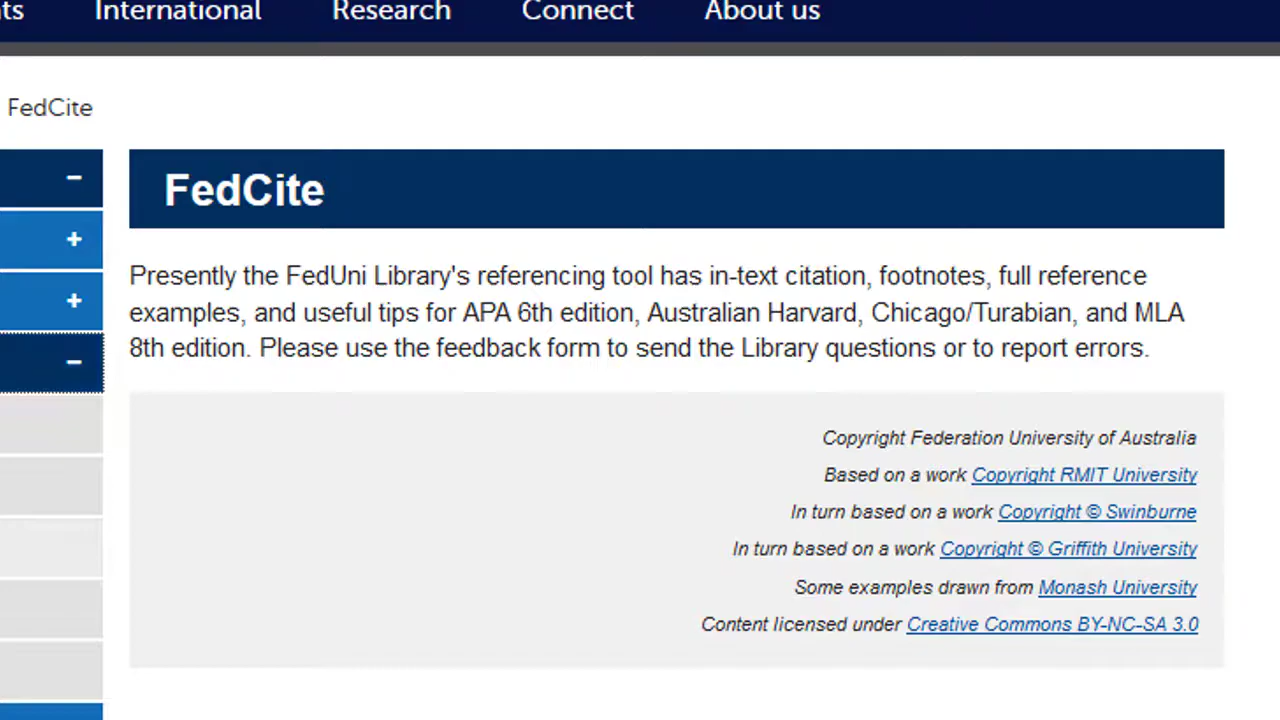 ts International Research Connect About us
FedCite
FedCite
Presently the FedUni Library's referencing tool has in-text citation, footnotes, full reference
examples, and useful tips for APA 6th edition, Australian Harvard, Chicago/Turabian, and MLA
8th edition. Please use the feedback form to send the Library questions or to report errors.
Copyright Federation University of Australia
Based on a work Copyright RMIT University
In turn based on a work Copyright © Swinburne
In turn based on a work Copyright © Griffith University
Some examples drawn from Monash University
Content licensed under Creative Commons BY-NC-SA 3.0